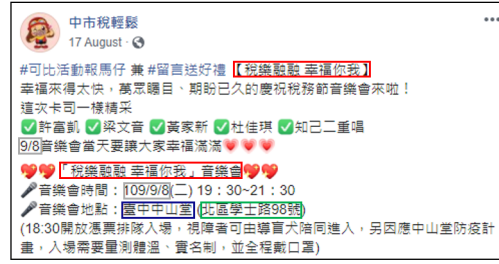 中市稅輕鬆
17 August ·
#可比活動報馬仔 兼 #留言送好禮 【稅樂融融 幸福你我】
幸福來得太快，萬眾矚目、期盼已久的慶祝稅務節音樂會來啦！
這次卡司一樣精采
✅許富凱 ✅梁文音 ✅黃家新 ✅杜佳琪 ✅知己二重唱
9/8音樂會當天要讓大家幸福滿滿❤❤❤
💖💖「稅樂融融 幸福你我」音樂會💖💖
🎤音樂會時間：109/9/8(二) 19：30~21：30
🎤音樂會地點：臺中中山堂 (北區學士路98號)
(18:30開放憑票排隊入場，視障者可由導盲犬陪同進入，另因應中山堂防疫計
畫，入場需要量測體溫、實名制，並全程戴口罩)